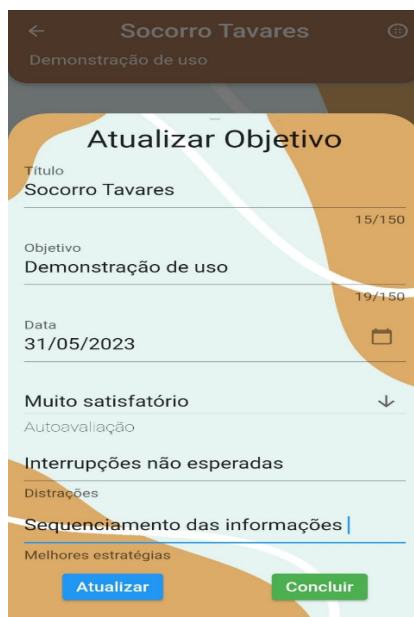 Socorro Tavares
Demonstração de uso
Atualizar Objetivo
Título
Socorro Tavares
15/150
Objetivo
Demonstração de uso
19/150
Data
31/05/2023
Muito satisfatório
Autoavaliação
Interrupções não esperadas
Distrações
Sequenciamento das informações
Melhores estratégias
Atualizar Concluir